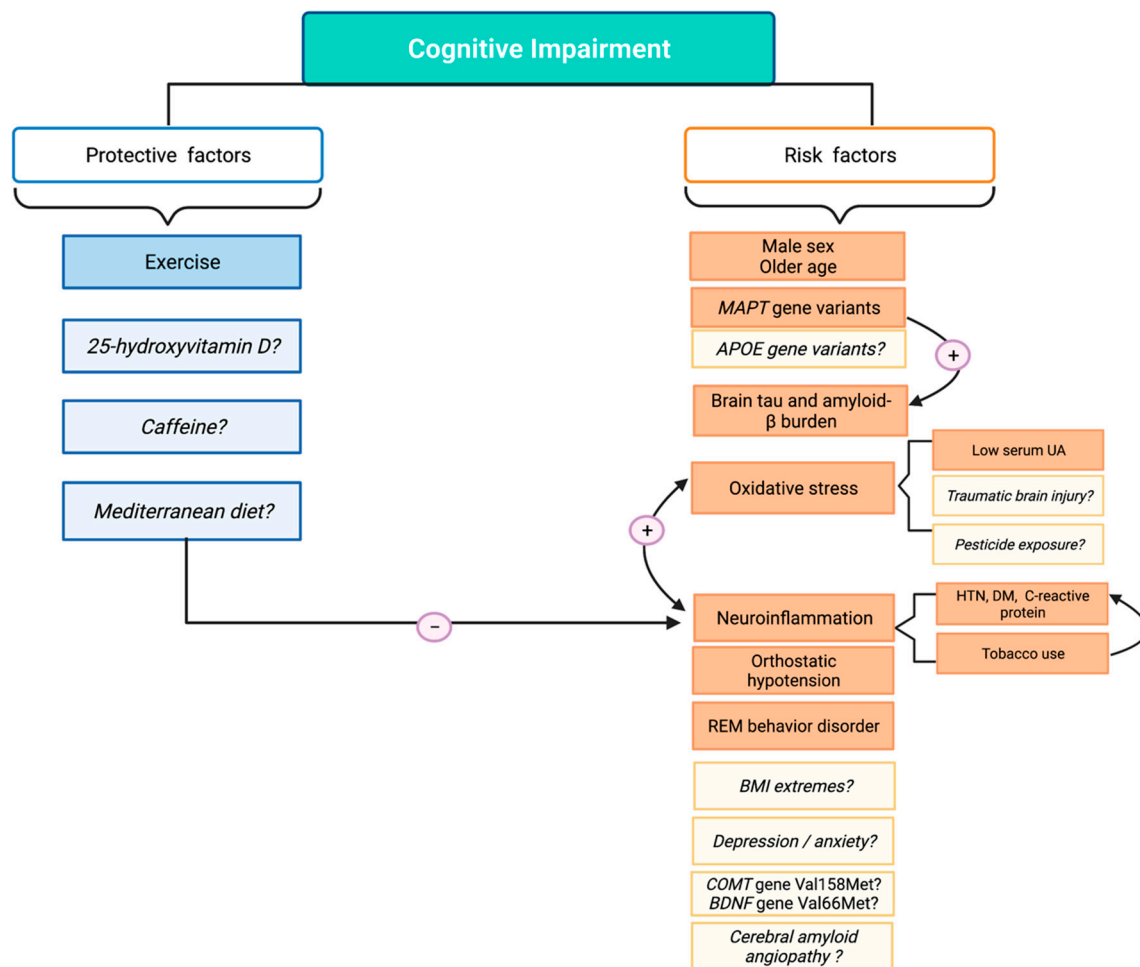 Cognitive Impairment
Protective factors
Risk factors
Exercise
25-hydroxyvitamin D?
Caffeine?
Mediterranean diet?
Male sex
Older age
MAPT gene variants
APOE gene variants?
+
Brain tau and amyloid-
β burden
Oxidative stress
Low serum UA
Traumatic brain injury?
Pesticide exposure?
+
−
Neuroinflammation
HTN, DM, C-reactive
protein
Tobacco use
Orthostatic
hypotension
REM behavior disorder
BMI extremes?
Depression / anxiety?
COMT gene Val158Met?
BDNF gene Val66Met?
Cerebral amyloid
angiopathy ?